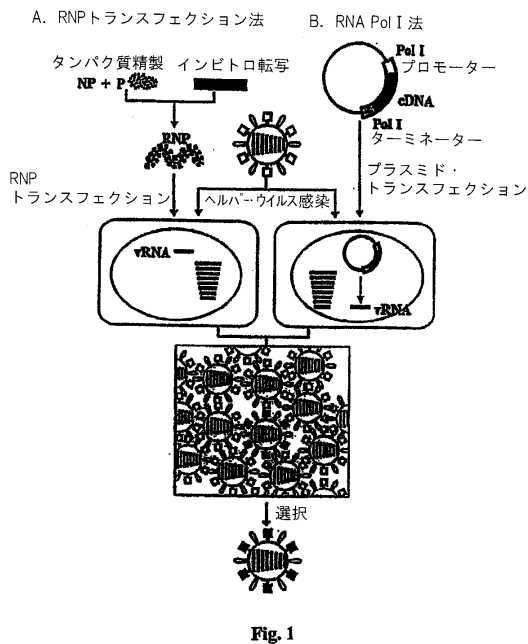 A. RNPトランスフェクション法
B. RNA Pol I 法
タンパク質精製
インビトロ転写
NP + P
RNP
Pol I
プロモーター
cDNA
Pol I
ターミネーター
プラスミド・
トランスフェクション
RNP
トランスフェクション
ヘルパー・ウイルス感染
vRNA
vRNA
選択
Fig. 1